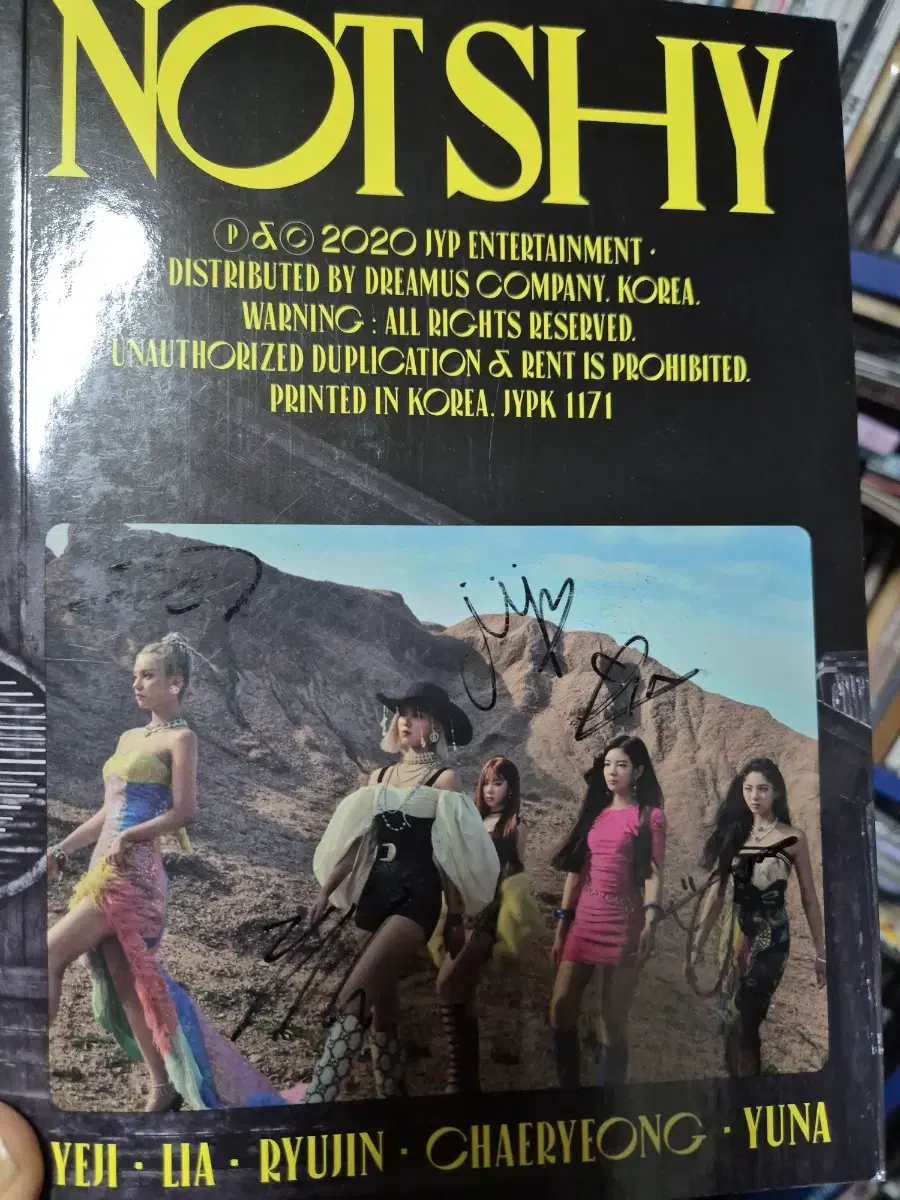 NOT SHY
Ⓟ & Ⓒ 2020 JYP ENTERTAINMENT ·
DISTRIBUTED BY DREAMUS COMPANY. KOREA.
WARNING : ALL RIGHTS RESERVED.
UNAUTHORIZED DUPLICATION & RENT IS PROHIBITED.
PRINTED IN KOREA. JYPK 1171
YEJI · LIA · RYUJIN · CHAERYEONG · YUNA